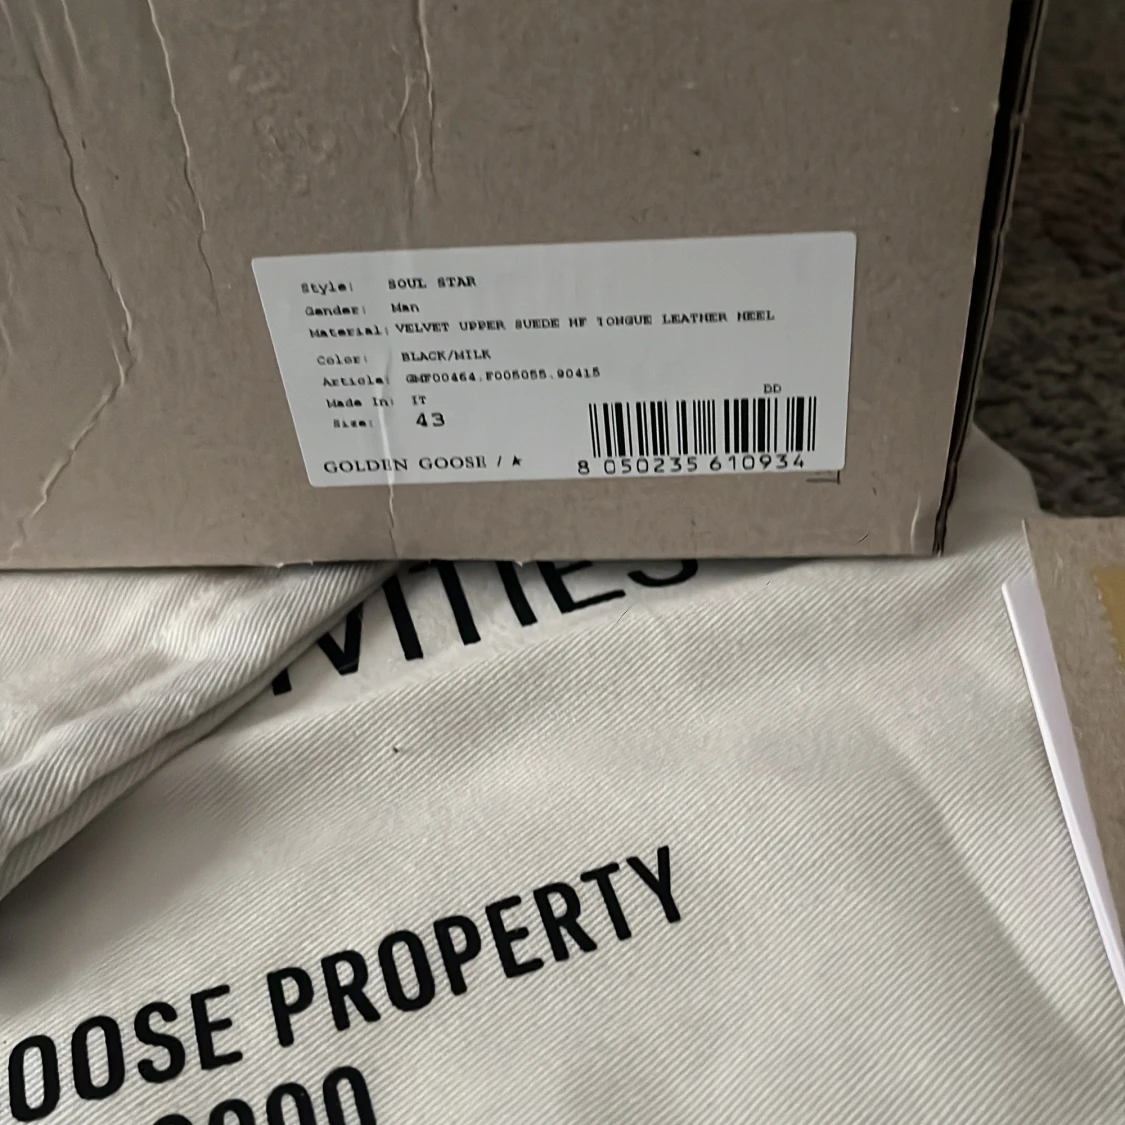 Style: SOUL STAR
Gender: Man
Material: VELVET UPPER SUEDE HF TONGUE LEATHER HEEL
Color: BLACK/MILK
Article: GMF00464.F005055.90415
Made In: IT
Size: 43
DD
GOLDEN GOOSE /
8 050235 610934
VITIES
OOSE PROPERTY